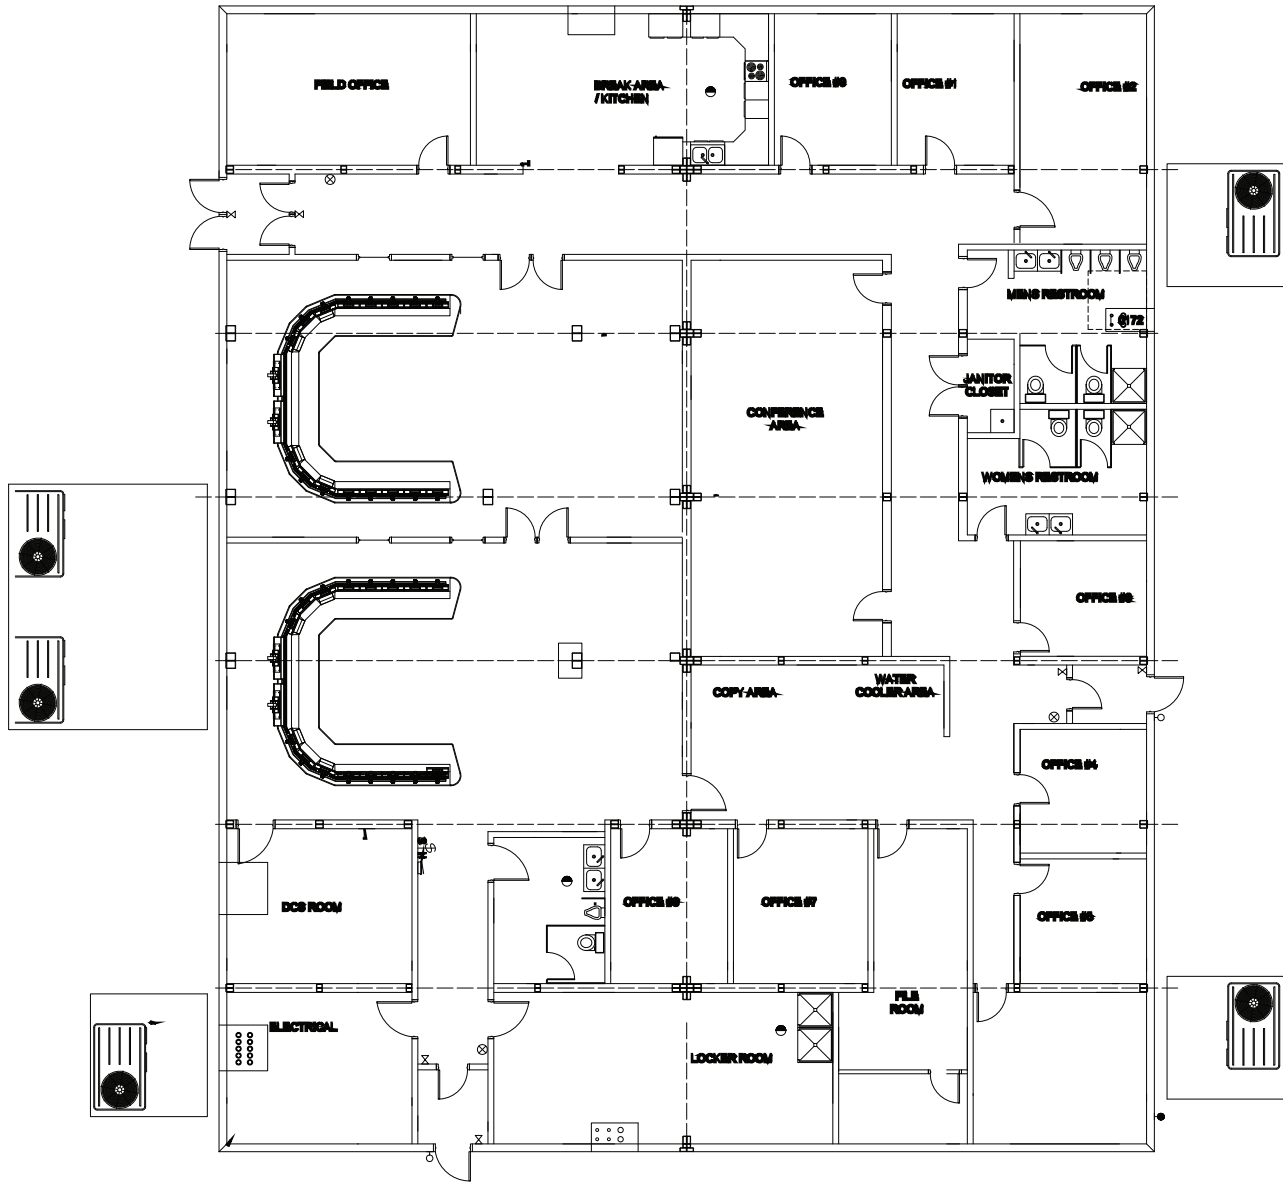 FIELD OFFICE
BREAK AREA
/ KITCHEN
OFFICE #8
OFFICE #1
OFFICE #2
MENS RESTROOM
JANITOR
CLOSET
CONFERENCE
AREA
WOMENS RESTROOM
OFFICE #3
COPY AREA
WATER
COOLER AREA
OFFICE #4
DCS ROOM
OFFICE #6
OFFICE #7
OFFICE #5
FILE
ROOM
ELECTRICAL
LOCKER ROOM